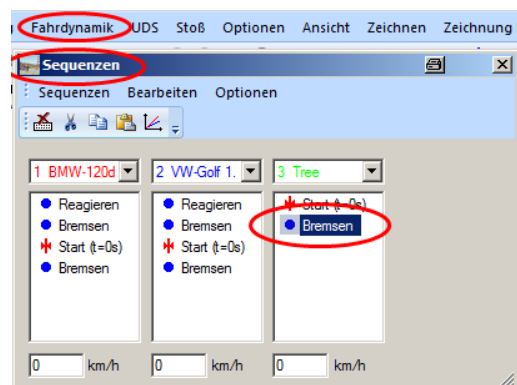 Fahrdynamik UDS Stoß Optionen Ansicht Zeichnen Zeichnung
Sequenzen
Sequenzen Bearbeiten Optionen
1 BMW-120d 2 VW-Golf 1. 3 Tree
Reagieren Reagieren Start (t=0s)
Bremsen Bremsen Bremsen
Start (t=0s) Start (t=0s)
Bremsen Bremsen
0 km/h 0 km/h 0 km/h